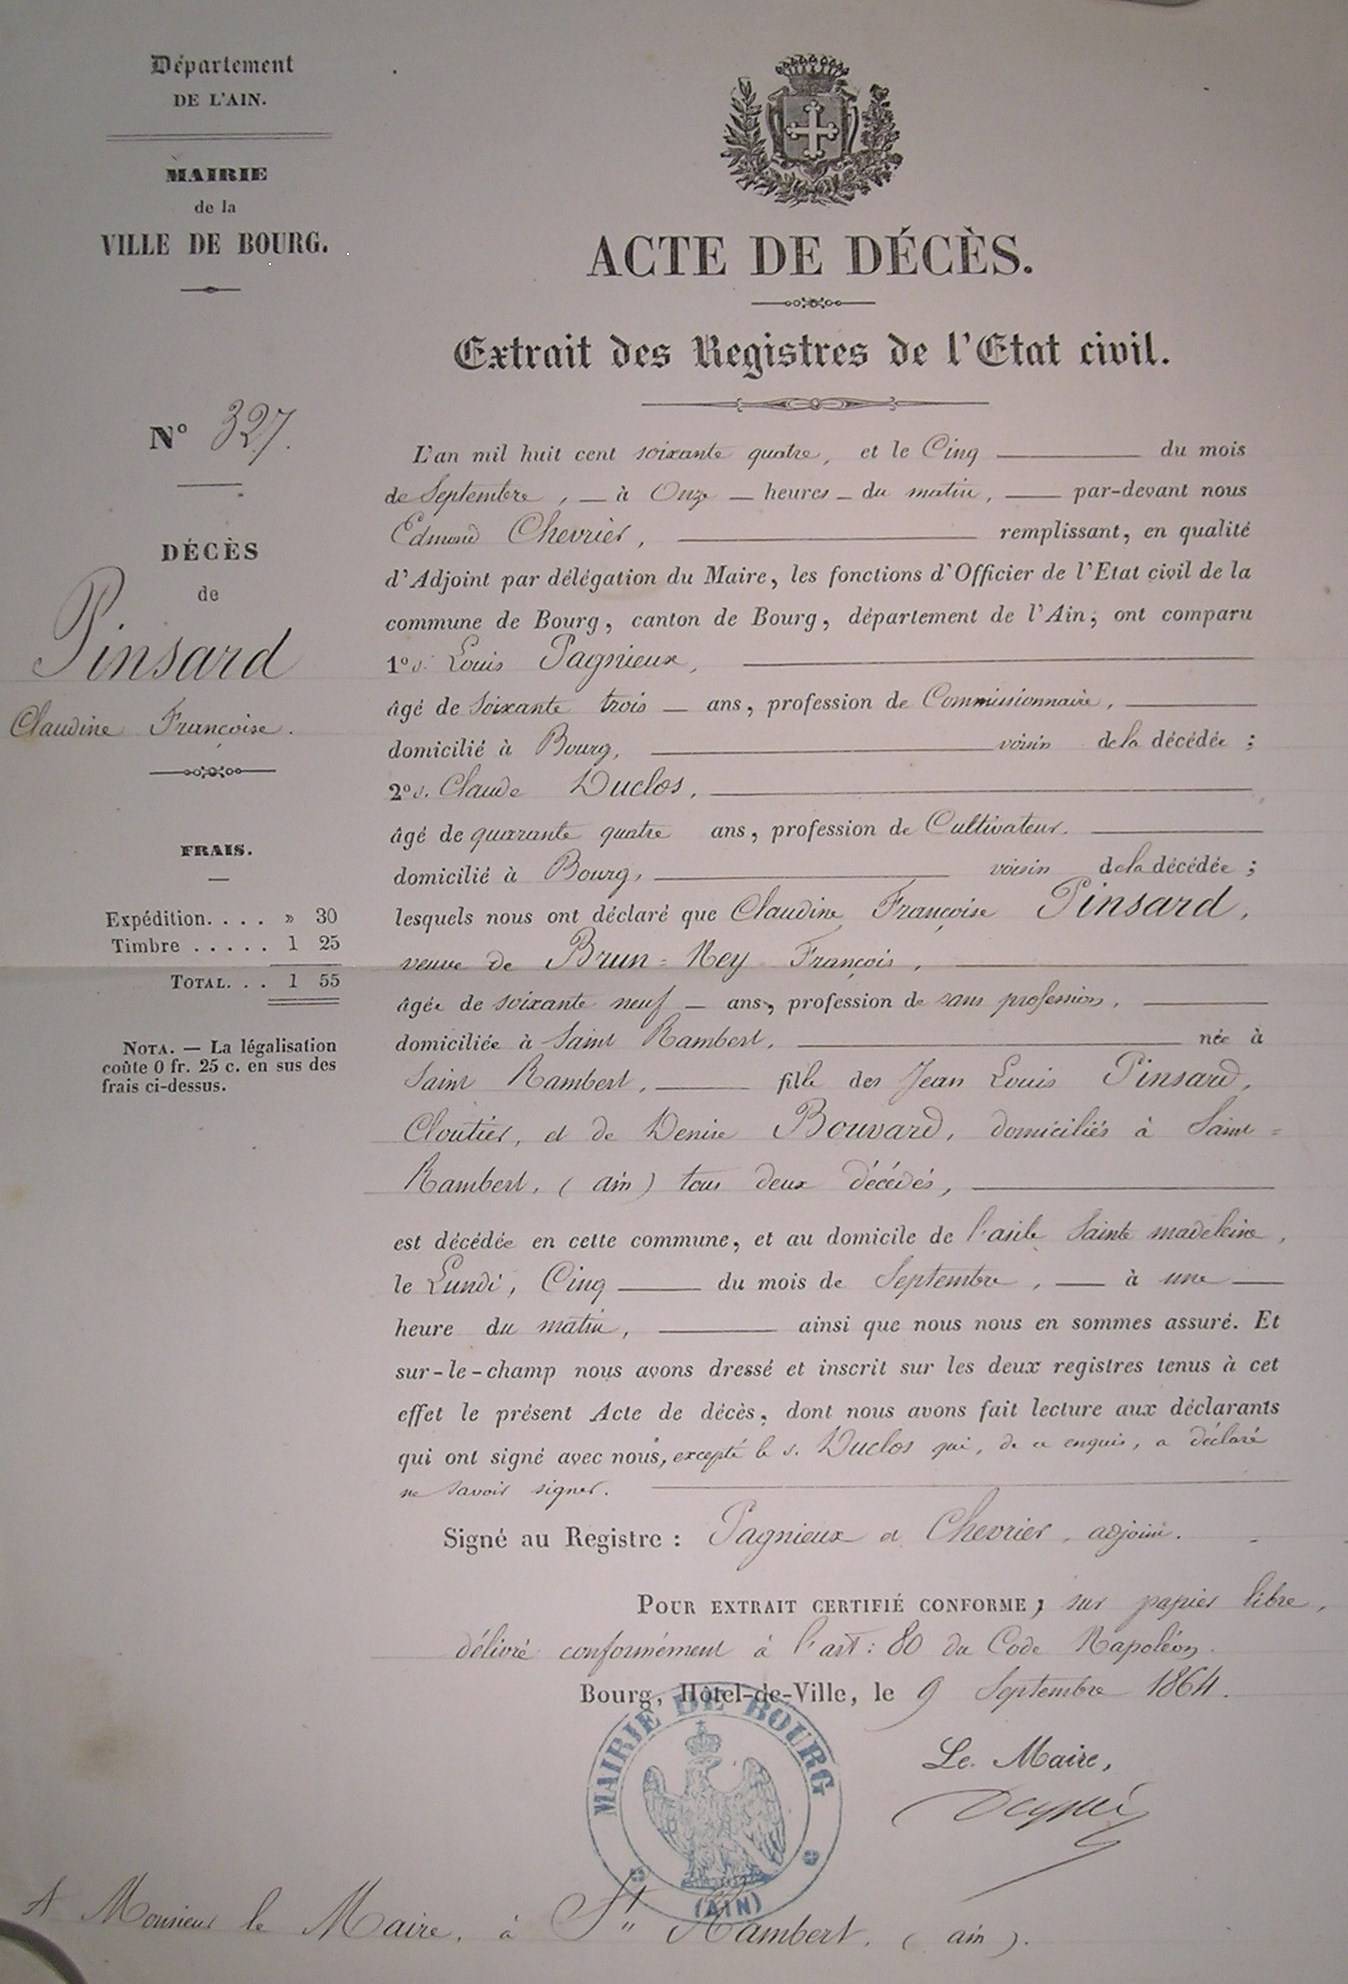 Département
DE L'AIN.
MAIRIE
de la
VILLE DE BOURG.
N° 327.
DÉCÈS
de
Pinsard
Claudine Françoise.
FRAIS.
Expédition. . . . » 30
Timbre . . . . . 1 25
TOTAL. . . 1 55
NOTA. — La légalisation
coûte 0 fr. 25 c. en sus des
frais ci-dessus.
ACTE DE DÉCÈS.
Extrait des Registres de l'Etat civil.
L'an mil huit cent soixante quatre, et le Cinq du mois
de Septembre, — à Onze — heures — du matin, — par-devant nous
Edmond Chevrier, remplissant, en qualité
d'Adjoint par délégation du Maire, les fonctions d'Officier de l'Etat civil de la
commune de Bourg, canton de Bourg, département de l'Ain; ont comparu
1° s. Louis Pagnieux,
âgé de soixante trois — ans, profession de Commissionnaire,
domicilié à Bourg, voisin de la décédée;
2° s. Claude Duclos,
âgé de quarante quatre ans, profession de Cultivateur.
domicilié à Bourg, voisin de la décédée;
lesquels nous ont déclaré que Claudine Françoise Pinsard,
veuve de Brun=Ney François,
âgée de soixante neuf — ans, profession de sans profession,
domiciliée à Saint Rambert, née à
Saint Rambert, fille des Jean Louis Pinsard,
Cloutier, et de Denise Bouvard, domiciliés à Saint=
Rambert, (ain) tous deux décédés,
est décédée en cette commune, et au domicile de l'asile Sainte madeleine,
le Lundi, Cinq du mois de Septembre, — à une
heure du matin, ainsi que nous nous en sommes assuré. Et
sur-le-champ nous avons dressé et inscrit sur les deux registres tenus à cet
effet le présent Acte de décès, dont nous avons fait lecture aux déclarants
qui ont signé avec nous, excepté le s. Duclos qui, de ce enquis, a déclaré
ne savoir signer.
Signé au Registre : Pagnieux et Chevrier, adjoint.
POUR EXTRAIT CERTIFIÉ CONFORME, sur papier libre,
délivré conformément à l'art: 80 du Code Napoléon.
Bourg, Hôtel-de-Ville, le 9 Septembre 1864.
Le Maire,
MAIRIE DE BOURG
(AIN)
A Monsieur le Maire, à St Rambert, (ain).